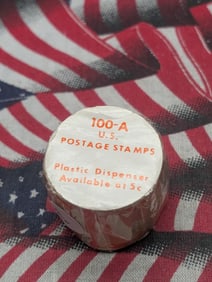 100-A
U.S.
POSTAGE STAMPS
Plastic Dispenser
Available at 5c